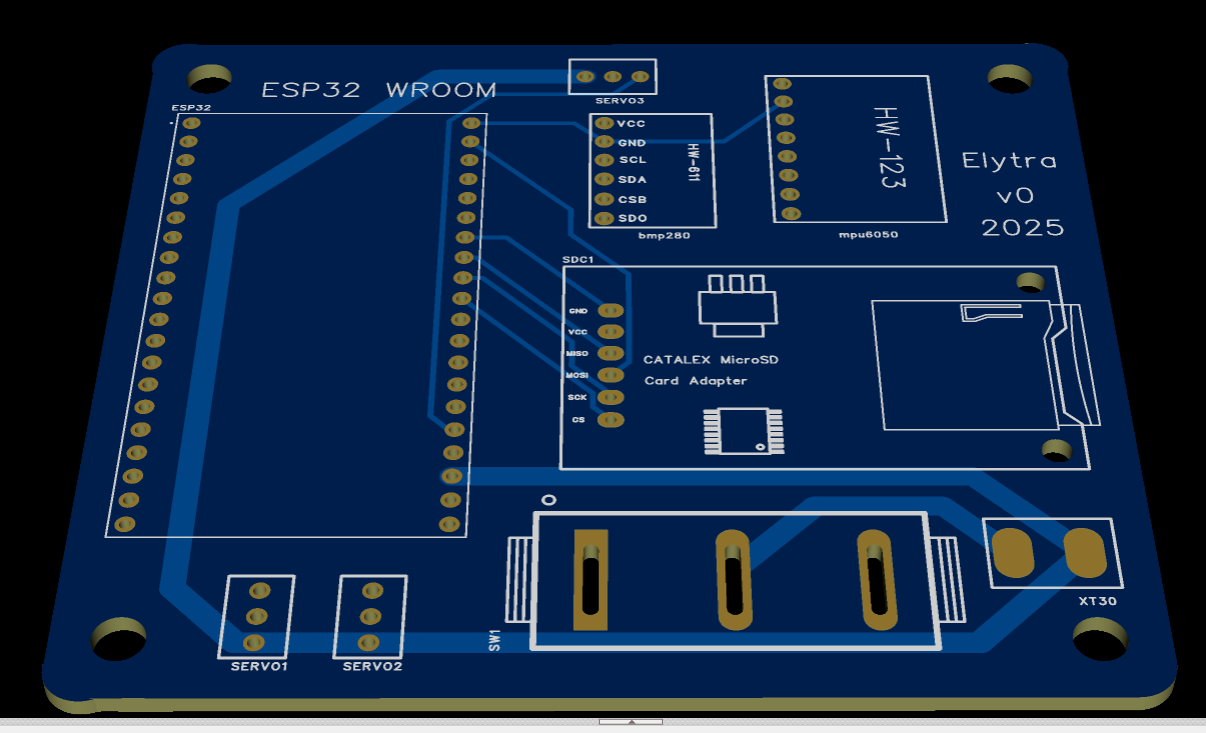 ESP32 WROOM
ESP32
SERVO3
VCC
GND
SCL
SDA
CSB
SDO
HW-611
bmp280
HW-123
mpu6050
Elytra
v0
2025
SDC1
GND
VCC
MISO
MOSI
SCK
CS
CATALEX MicroSD
Card Adapter
SW1
XT30
SERVO1
SERVO2